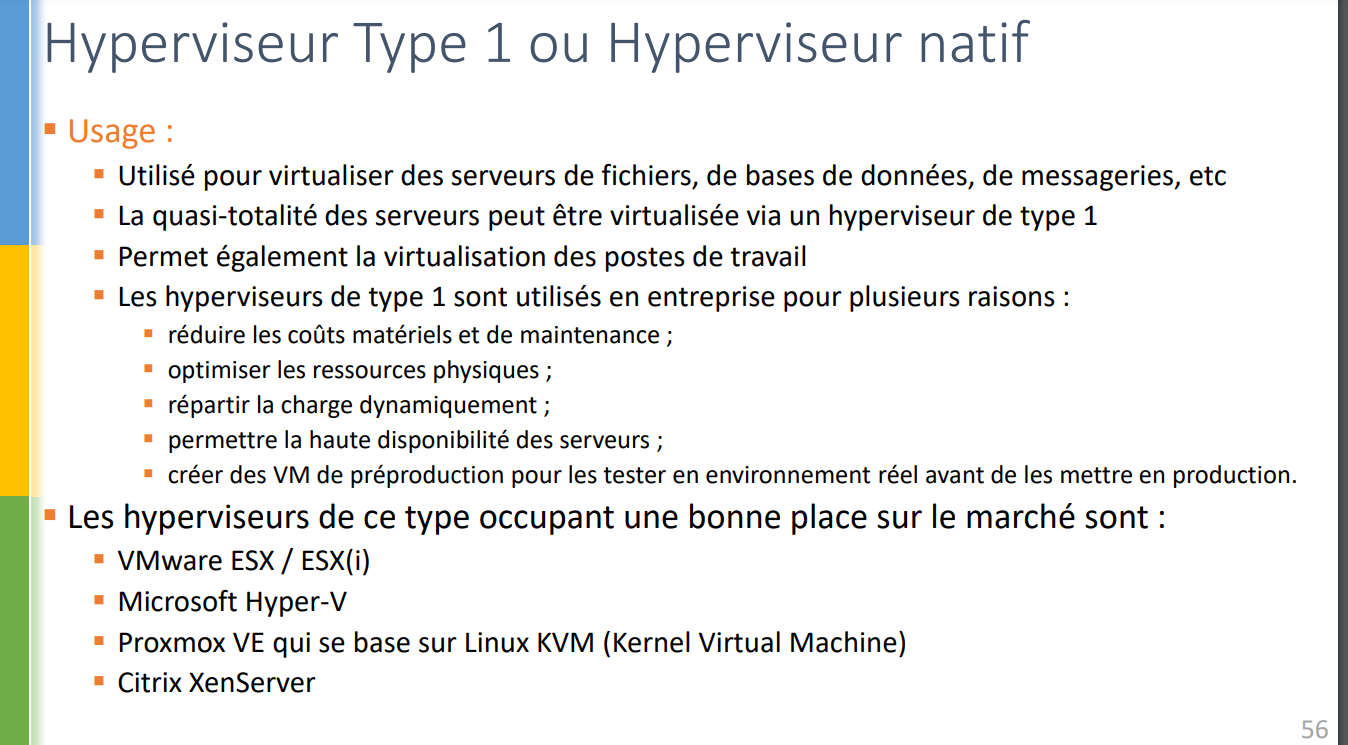 Hyperviseur Type 1 ou Hyperviseur natif
Usage :
Utilisé pour virtualiser des serveurs de fichiers, de bases de données, de messageries, etc
La quasi-totalité des serveurs peut être virtualisée via un hyperviseur de type 1
Permet également la virtualisation des postes de travail
Les hyperviseurs de type 1 sont utilisés en entreprise pour plusieurs raisons :
réduire les coûts matériels et de maintenance ;
optimiser les ressources physiques ;
répartir la charge dynamiquement ;
permettre la haute disponibilité des serveurs ;
créer des VM de préproduction pour les tester en environnement réel avant de les mettre en production.
Les hyperviseurs de ce type occupant une bonne place sur le marché sont :
VMware ESX / ESX(i)
Microsoft Hyper-V
Proxmox VE qui se base sur Linux KVM (Kernel Virtual Machine)
Citrix XenServer
56